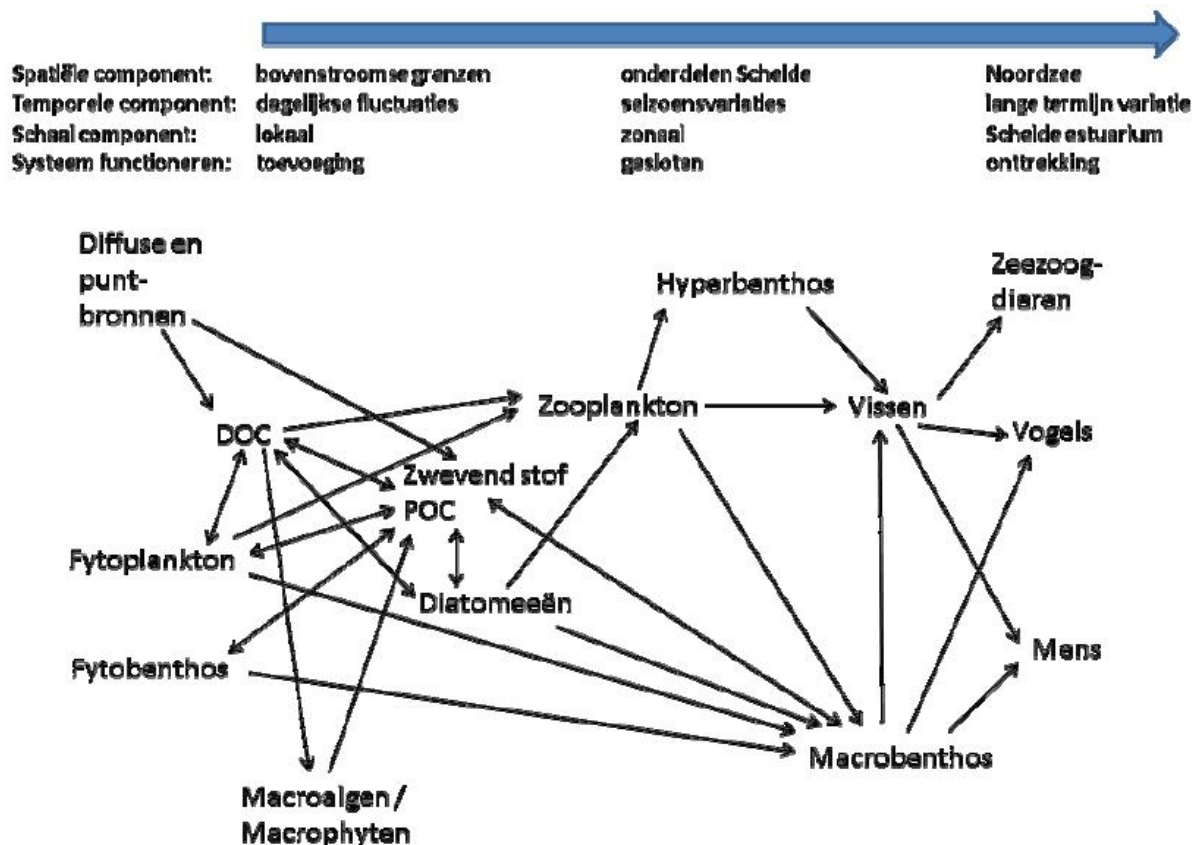 Spatiële component: bovenstroomse grenzen onderdelen Schelde Noordzee
Temporele component: dagelijkse fluctuaties seizoensvariaties lange termijn variatie
Schaal component: lokaal zonaal Schelde estuarium
Systeem functioneren: toevoeging gesloten onttrekking
Diffuse en
punt-
bronnen
Hyperbenthos
Zeezoog-
dieren
DOC
Zooplankton
Vissen
Vogels
Zwevend stof
POC
Fytoplankton
Diatomeeën
Fytobenthos
Mens
Macrobenthos
Macroalgen /
Macrophyten